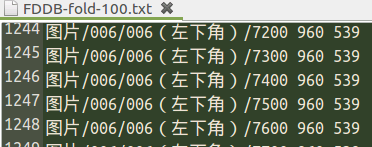 FDDB-fold-100.txt ✖
1244 图片/006/006（左下角）/7200 960 539
1245 图片/006/006（左下角）/7300 960 539
1246 图片/006/006（左下角）/7400 960 539
1247 图片/006/006（左下角）/7500 960 539
1248 图片/006/006（左下角）/7600 960 539